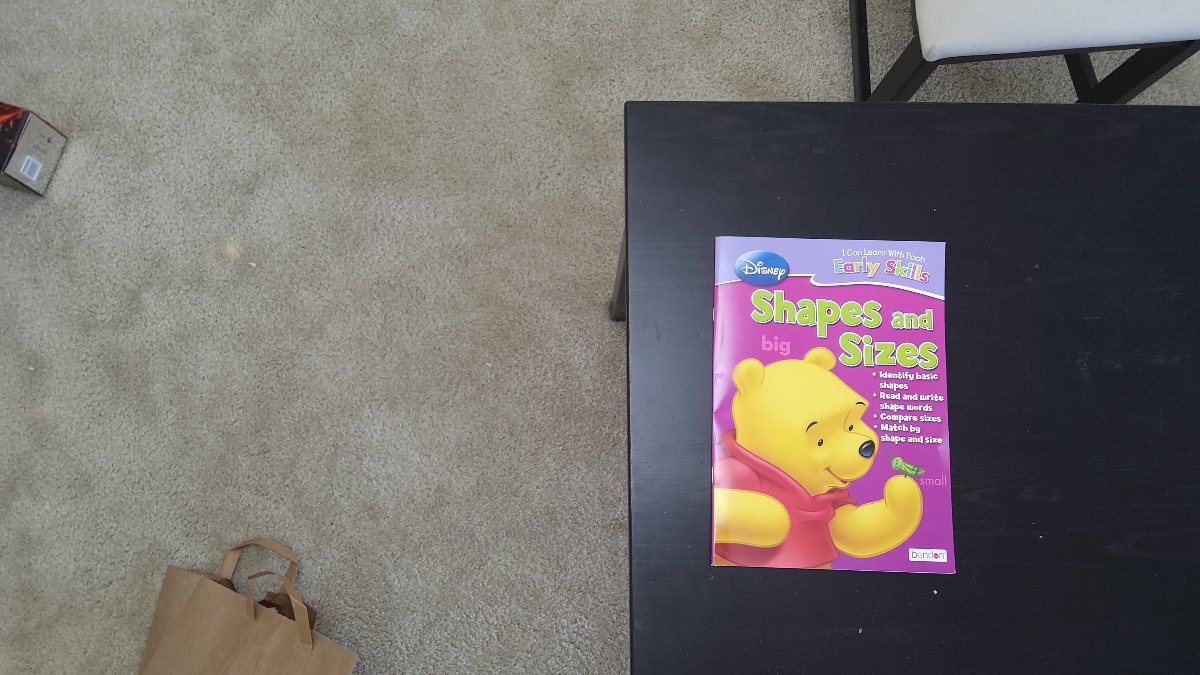 Disney
I Can Learn With Pooh
Early Skills
Shapes and
Sizes
big
• Identify basic
shapes
• Read and write
shape words
• Compare sizes
• Match by
shape and size
small
bendon